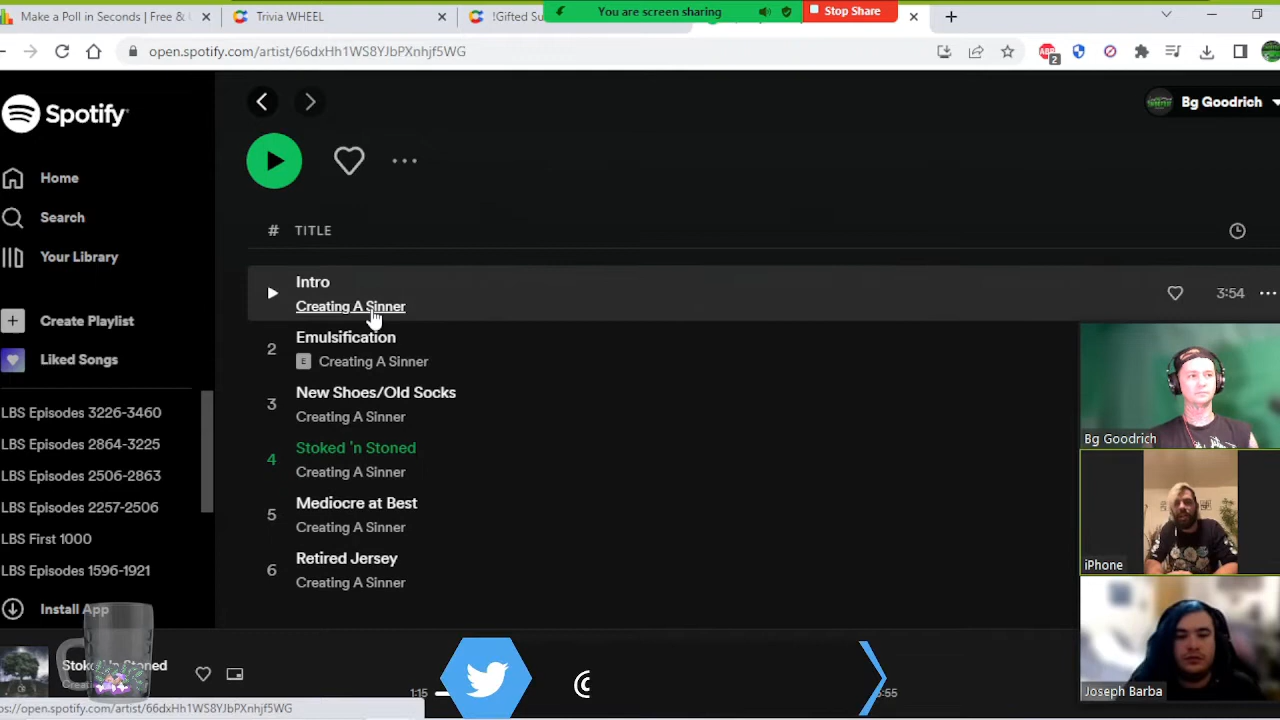 Make a Poll in Seconds | Free & U
Trivia WHEEL
!Gifted Su
You are screen sharing
Stop Share
open.spotify.com/artist/66dxHh1WS8YJbPXnhjf5WG
2
Spotify
Bg Goodrich
Home
Search
Your Library
Create Playlist
Liked Songs
LBS Episodes 3226-3460
LBS Episodes 2864-3225
LBS Episodes 2506-2863
LBS Episodes 2257-2506
LBS First 1000
LBS Episodes 1596-1921
Install App
# TITLE
Intro
Creating A Sinner
3:54
2 Emulsification
E Creating A Sinner
3 New Shoes/Old Socks
Creating A Sinner
4 Stoked 'n Stoned
Creating A Sinner
5 Mediocre at Best
Creating A Sinner
6 Retired Jersey
Creating A Sinner
Bg Goodrich
iPhone
Joseph Barba
1:15
:55
ps://open.spotify.com/artist/66dxHh1WS8YJbPXnhjf5WG